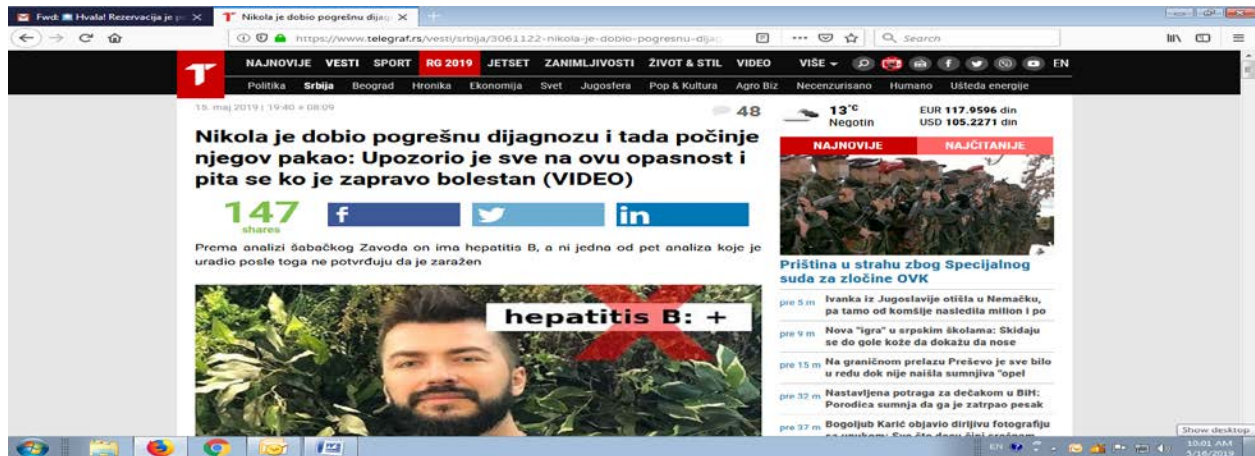 Fwd: Hvala! Rezervacija je p
Nikola je dobio pogrešnu dijag
https://www.telegraf.rs/vesti/srbija/3061122-nikola-je-dobio-pogresnu-dijag
Search
NAJNOVIJE VESTI SPORT RG 2019 JETSET ZANIMLJIVOSTI ŽIVOT & STIL VIDEO VIŠE EN
Politika Srbija Beograd Hronika Ekonomija Svet Jugosfera Pop & Kultura Agro Biz Necenzurisano Humano Ušteda energije
15. maj 2019 | 19:40 » 08:09
48
13°C
Negotin
EUR 117.9596 din
USD 105.2271 din
Nikola je dobio pogrešnu dijagnozu i tada počinje
njegov pakao: Upozorio je sve na ovu opasnost i
pita se ko je zapravo bolestan (VIDEO)
147
shares
f
in
Prema analizi šabačkog Zavoda on ima hepatitis B, a ni jedna od pet analiza koje je
uradio posle toga ne potvrđuju da je zaražen
hepatitis B: +
NAJNOVIJE NAJČITANIJE
Priština u strahu zbog Specijalnog
suda za zločine OVK
pre 5 m Ivanka iz Jugoslavije otišla u Nemačku,
pa tamo od komšije nasledila milion i po
pre 9 m Nova "igra" u srpskim školama: Skidaju
se do gole kože da dokažu da nose
pre 15 m Na graničnom prelazu Preševo je sve bilo
u redu dok nije naišla sumnjiva "opel
pre 32 m Nastavljena potraga za dečakom u BiH:
Porodica sumnja da ga je zatrpao pesak
pre 37 m Bogoljub Karić objavio dirljivu fotografiju
Show desktop
EN
10:01 AM
5/16/2019